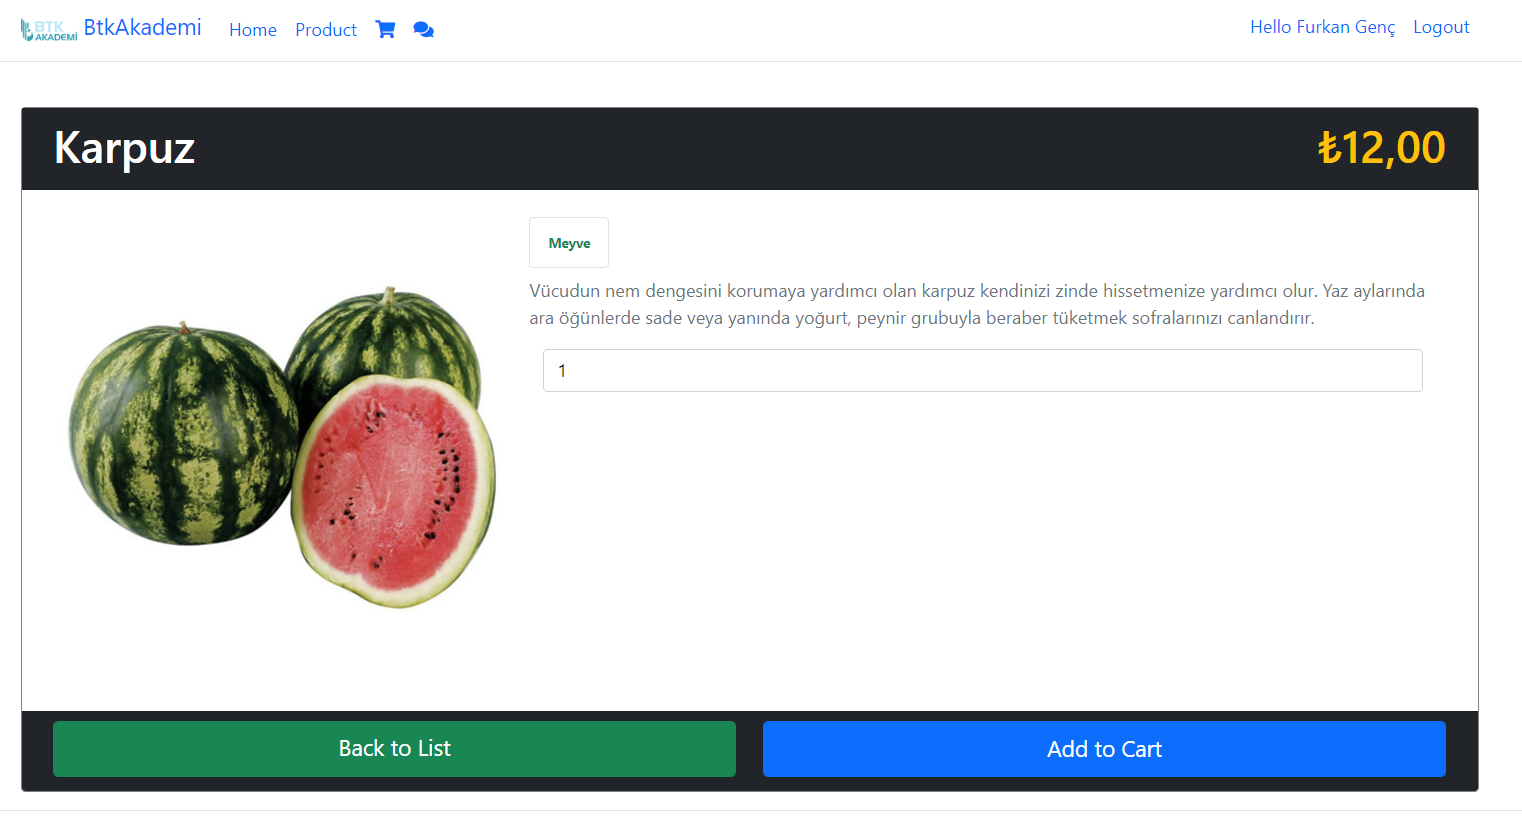 BTK
AKADEMİ
BtkAkademi
Home
Product
Hello Furkan Genç
Logout
Karpuz
₺12,00
Meyve
Vücudun nem dengesini korumaya yardımcı olan karpuz kendinizi zinde hissetmenize yardımcı olur. Yaz aylarında
ara öğünlerde sade veya yanında yoğurt, peynir grubuyla beraber tüketmek sofralarınızı canlandırır.
1
Back to List
Add to Cart